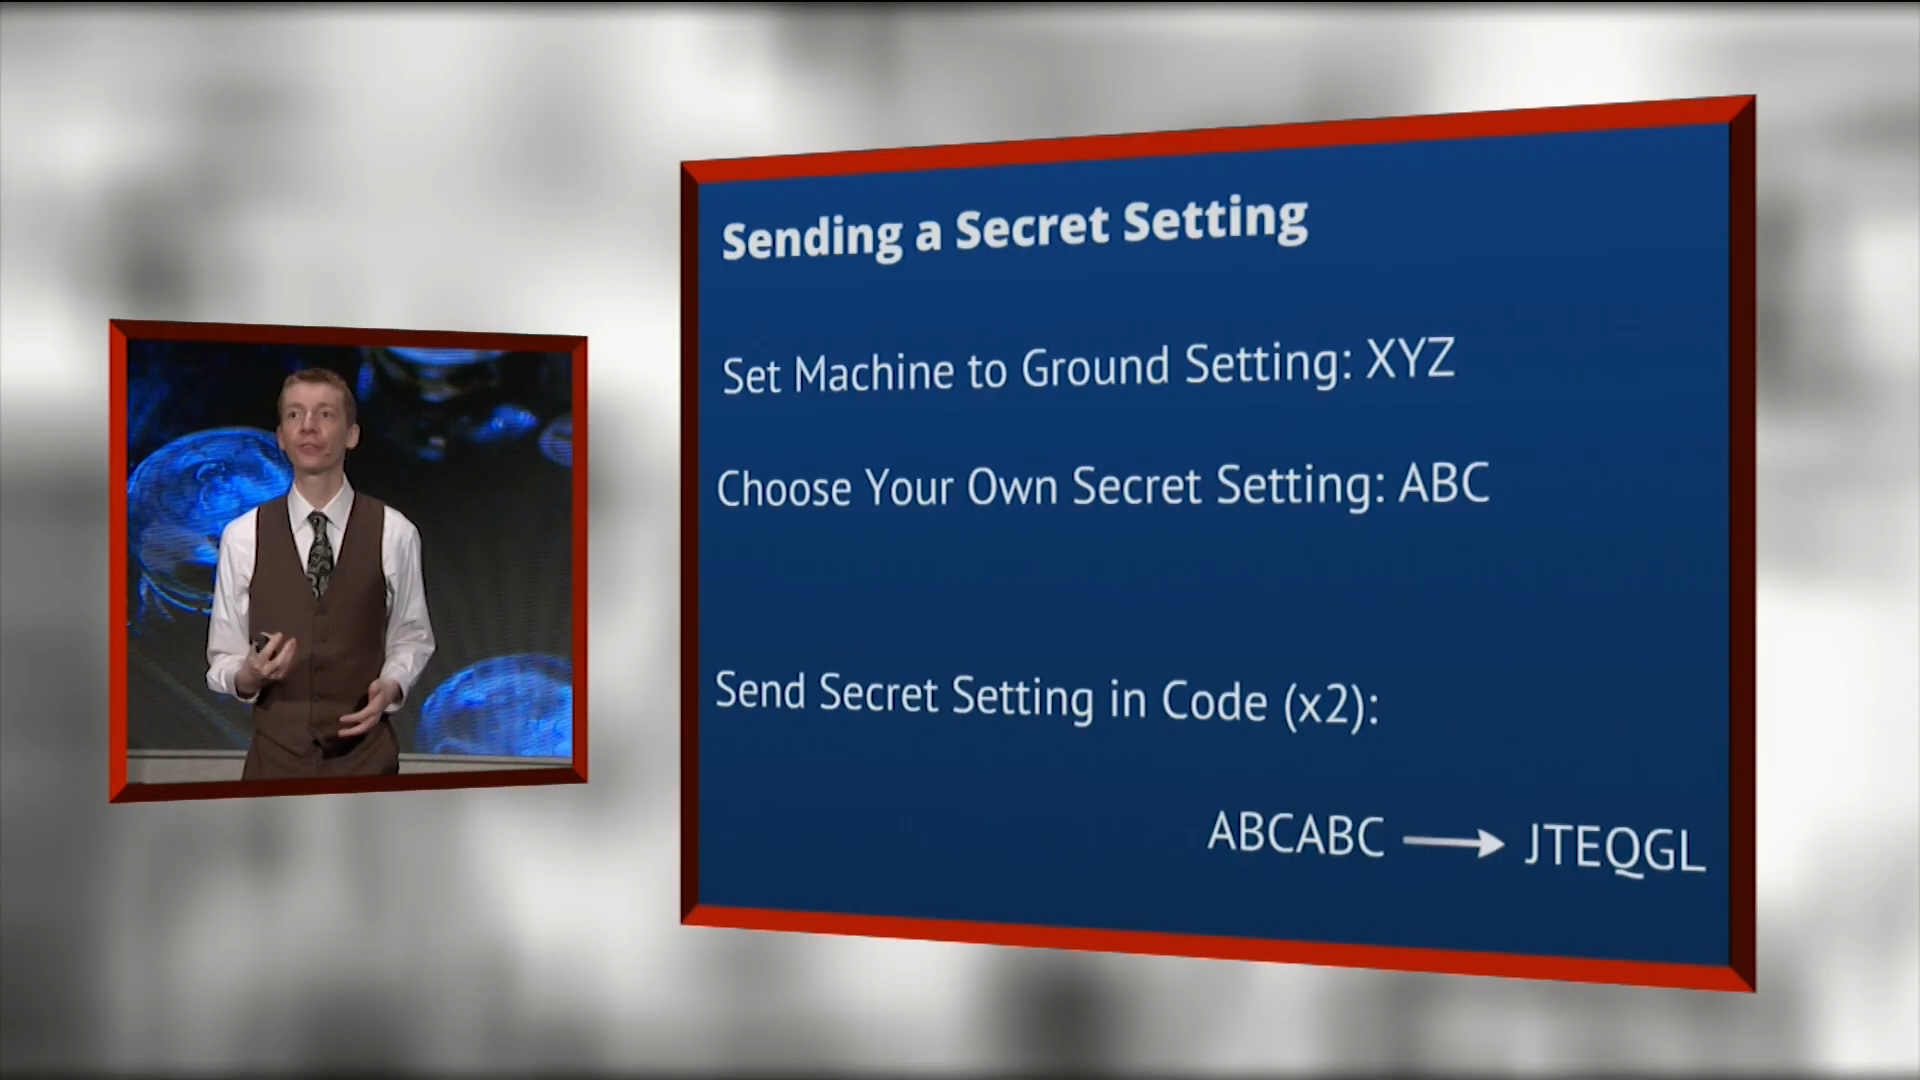 Sending a Secret Setting
Set Machine to Ground Setting: XYZ
Choose Your Own Secret Setting: ABC
Send Secret Setting in Code (x2):
ABCABC → JTEQGL